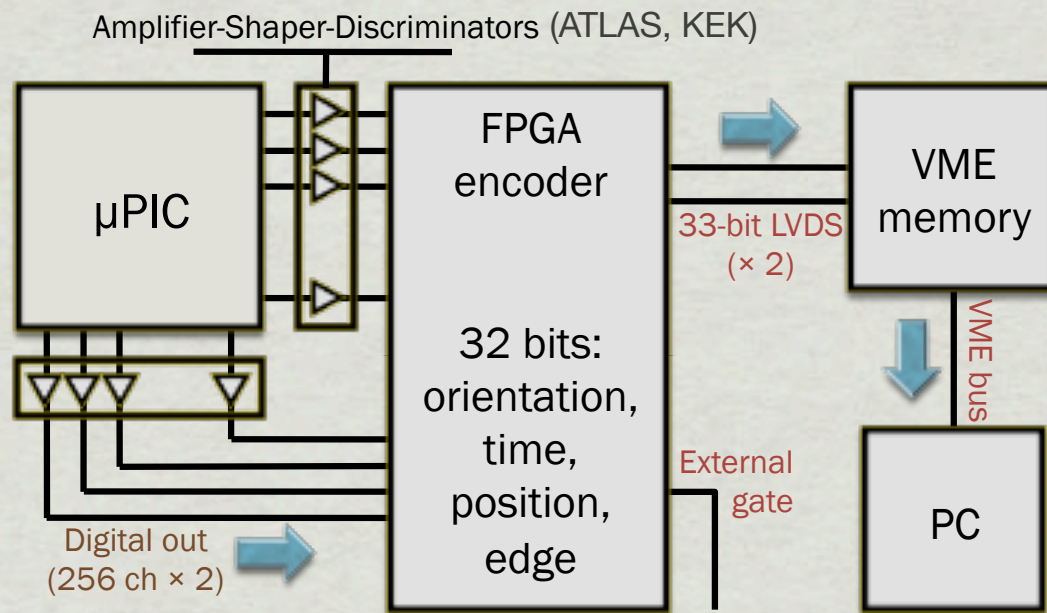 Amplifier-Shaper-Discriminators (ATLAS, KEK)
μPIC
FPGA
encoder
32 bits:
orientation,
time,
position,
edge
33-bit LVDS
(× 2)
VME
memory
VME bus
External
gate
PC
Digital out
(256 ch × 2)